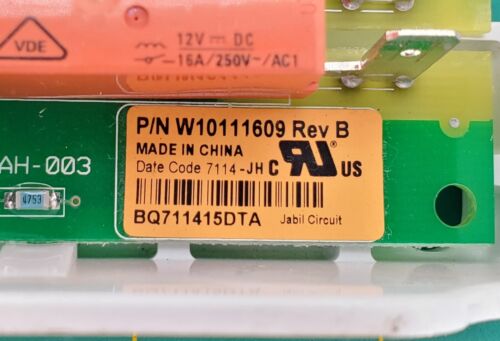 VDE
12V ⎓ DC
16A/250V~/AC1
AH-003
4753
P/N W10111609 Rev B
MADE IN CHINA
Date Code 7114-JH
C RU US
BQ711415DTA
Jabil Circuit